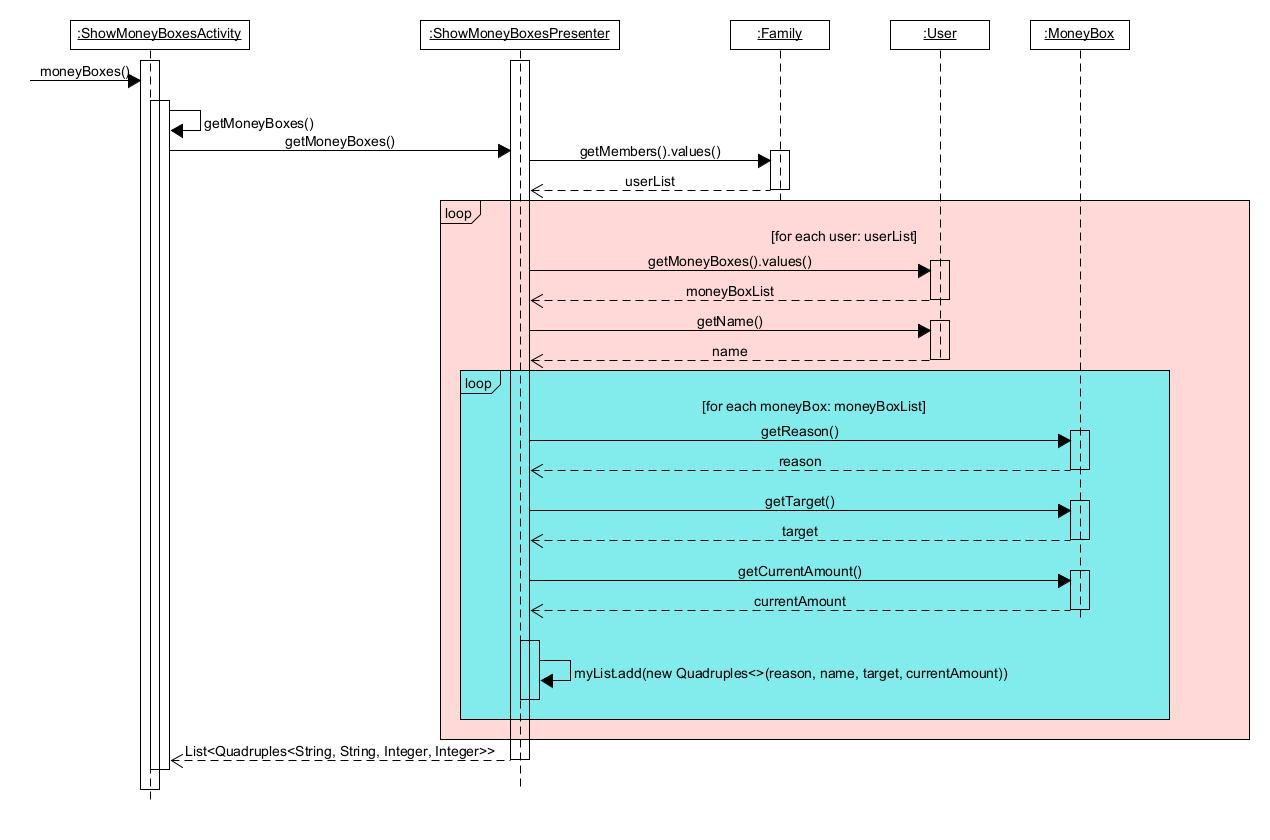 :ShowMoneyBoxesActivity
:ShowMoneyBoxesPresenter
:Family
:User
:MoneyBox
moneyBoxes()
getMoneyBoxes()
getMoneyBoxes()
getMembers().values()
userList
loop
[for each user: userList]
getMoneyBoxes().values()
moneyBoxList
getName()
name
loop
[for each moneyBox: moneyBoxList]
getReason()
reason
getTarget()
target
getCurrentAmount()
currentAmount
myList.add(new Quadruples<>(reason, name, target, currentAmount))
List<Quadruples<String, String, Integer, Integer>>